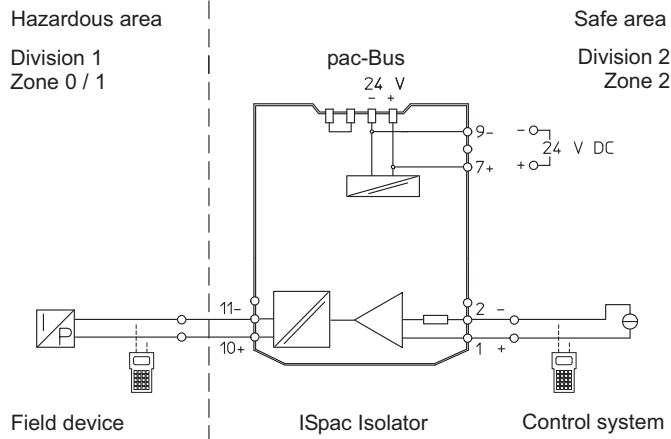 Hazardous area
Safe area
Division 1
Zone 0 / 1
Division 2
Zone 2
pac-Bus
24 V
- +
9-
-
24 V DC
7+
+
11-
2 -
I
P
10+
1 +
Field device
ISpac Isolator
Control system